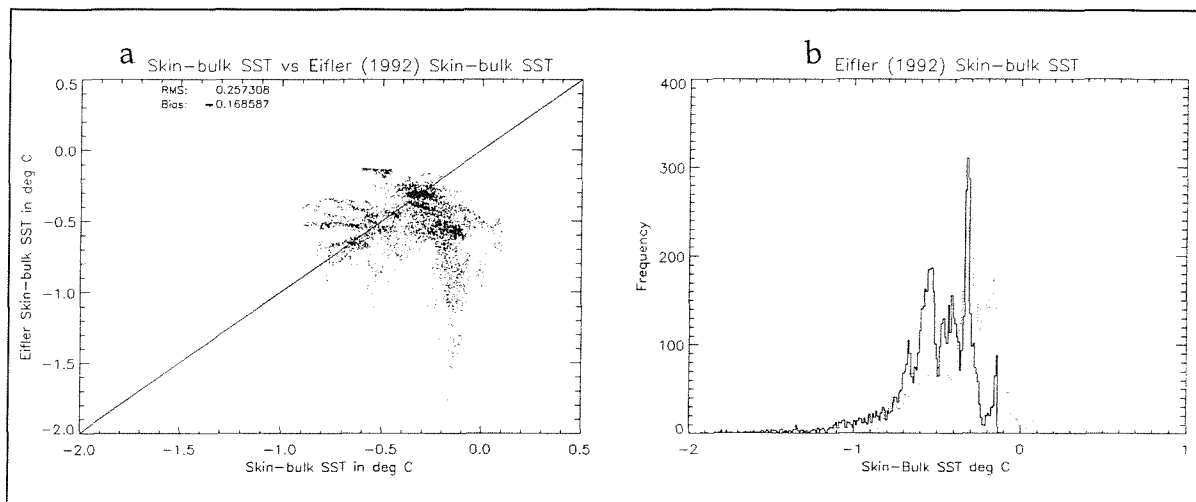 a
Skin-bulk SST vs Eifler (1992) Skin-bulk SST
RMS: 0.257308
Bias: -0.168587
0.5
0.0
-0.5
-1.0
-1.5
-2.0
Eifler Skin-bulk SST in deg C
-2.0 -1.5 -1.0 -0.5 0.0 0.5
Skin-bulk SST in deg C
b
Eifler (1992) Skin-bulk SST
400
300
200
100
0
Frequency
-2 -1 0 1
Skin-Bulk SST deg C